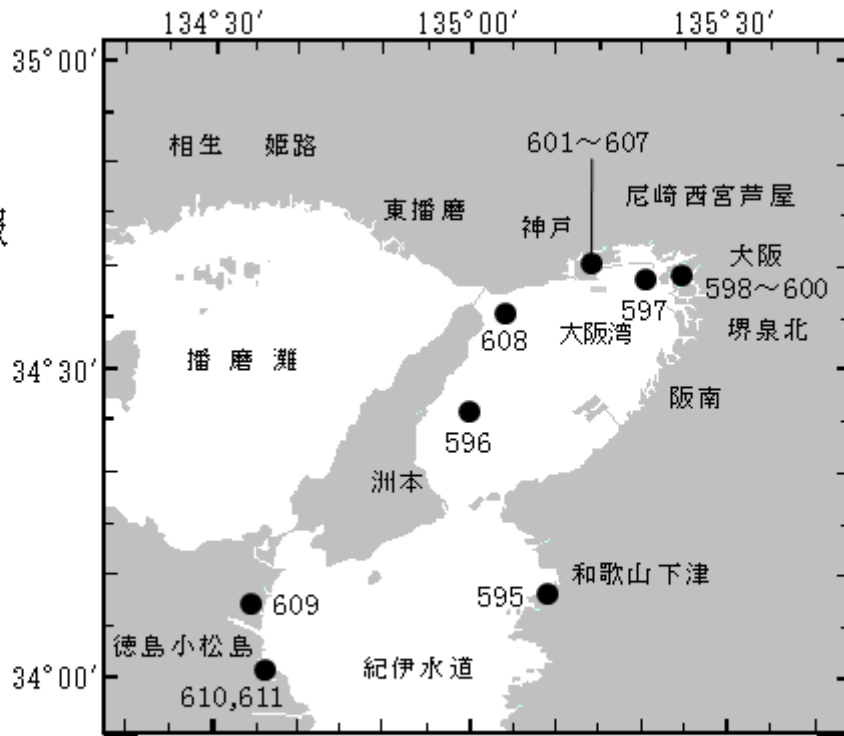 134°30′ 135°00′ 135°30′
35°00′
相生 姫路
601～607
尼崎西宮芦屋
東播磨
神戸
大阪
598～600
597
608
大阪湾
堺泉北
34°30′
播磨灘
阪南
596
洲本
和歌山下津
595
609
徳島小松島
紀伊水道
34°00′
610,611